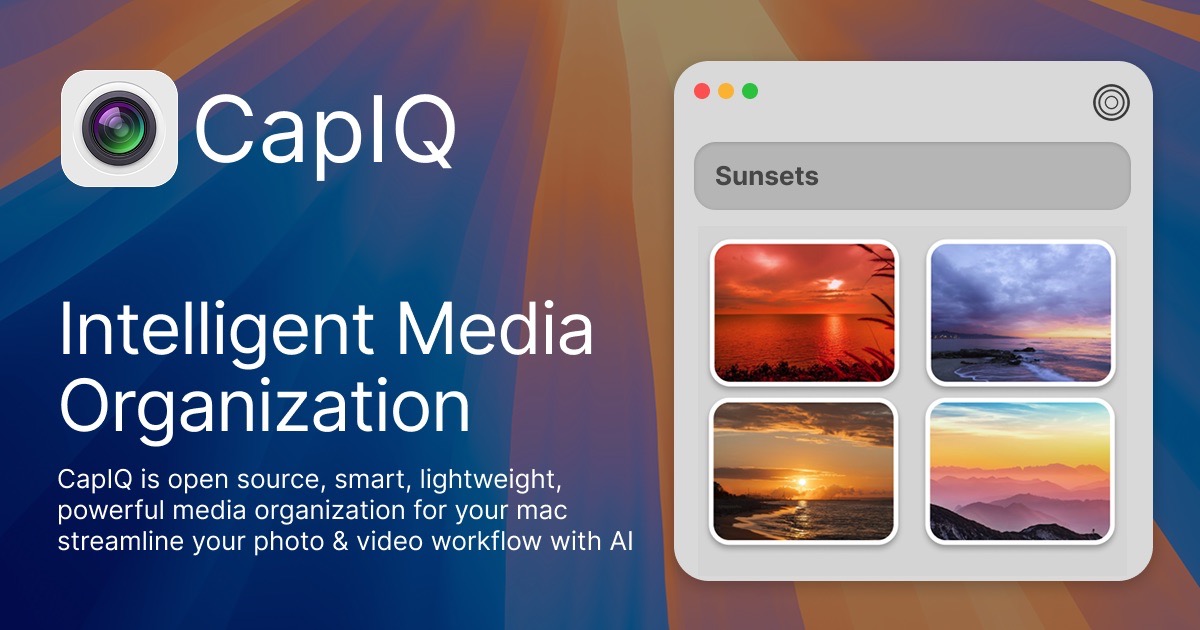 CapIQ
Intelligent Media
Organization
CapIQ is open source, smart, lightweight,
powerful media organization for your mac
streamline your photo & video workflow with AI
Sunsets